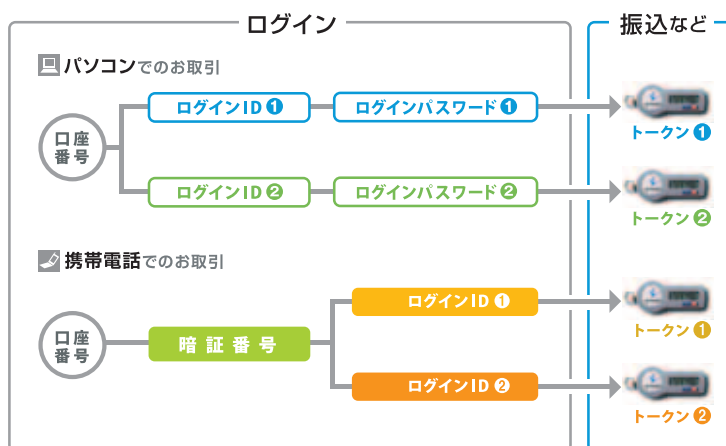 ログイン
振込など
パソコンでのお取引
口座
番号
ログインID❶
ログインパスワード❶
トークン❶
ログインID❷
ログインパスワード❷
トークン❷
携帯電話でのお取引
口座
番号
暗証番号
ログインID❶
トークン❶
ログインID❷
トークン❷